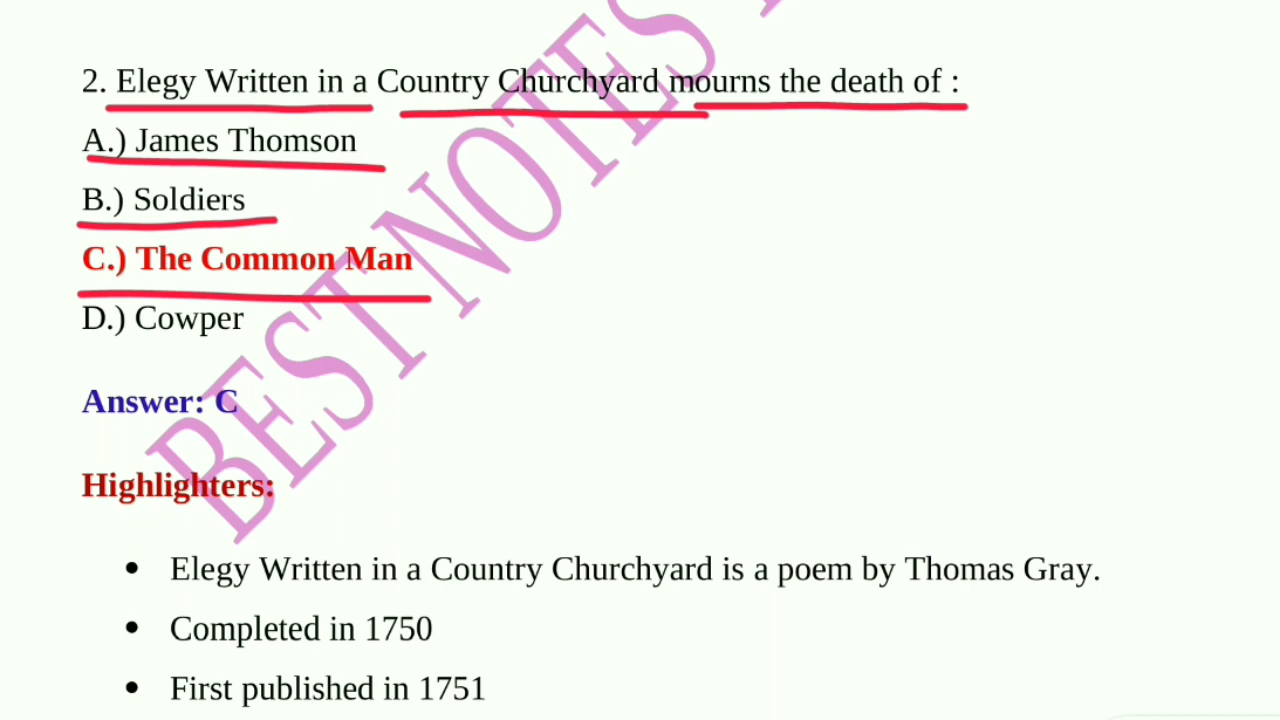 2. Elegy Written in a Country Churchyard mourns the death of :
A.) James Thomson
B.) Soldiers
C.) The Common Man
D.) Cowper
Answer: C
Highlighters:
• Elegy Written in a Country Churchyard is a poem by Thomas Gray.
• Completed in 1750
• First published in 1751
BEST NOTES